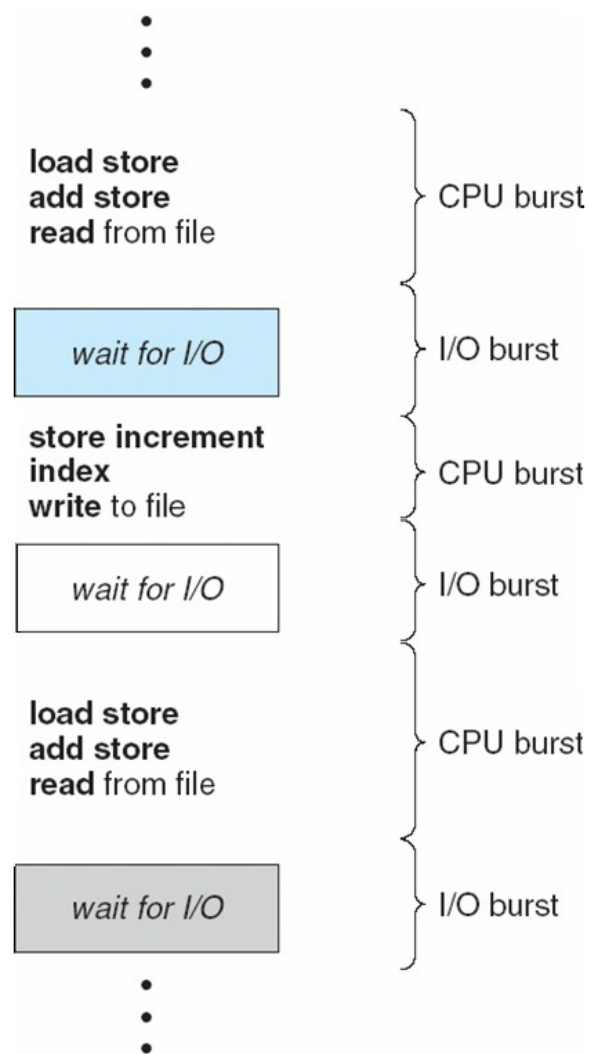 load store
add store
read from file
CPU burst
wait for I/O
I/O burst
store increment
index
write to file
CPU burst
wait for I/O
I/O burst
load store
add store
read from file
CPU burst
wait for I/O
I/O burst